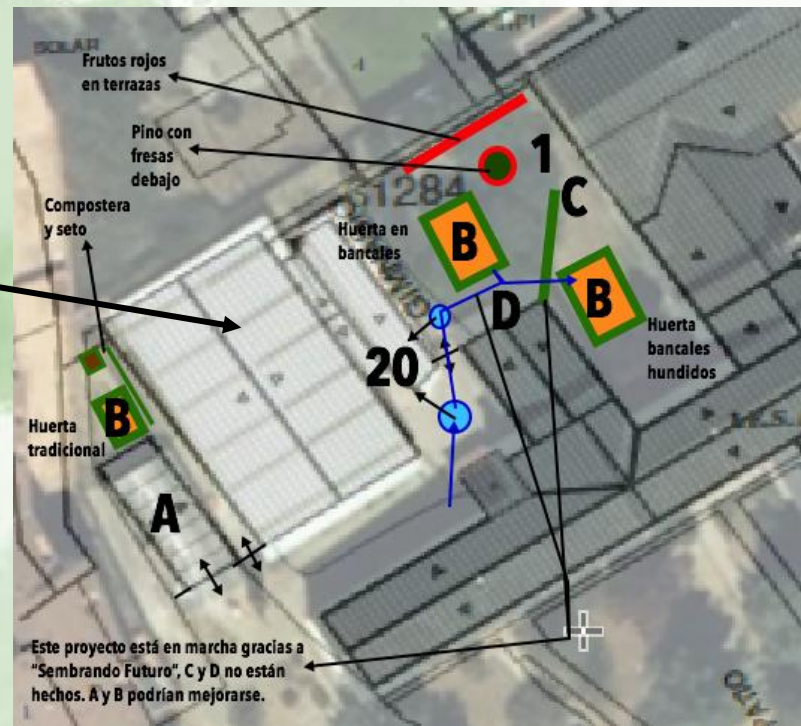 SOLAR
Frutos rojos
en terrazas
Pino con
fresas
debajo
1
Compostera
y seto
S1284
C
Huerta en
bancales
B
B
D
20
Huerta
bancales
hundidos
B
Huerta
tradicional
A
Este proyecto está en marcha gracias a
“Sembrando Futuro”, C y D no están
hechos. A y B podrían mejorarse.